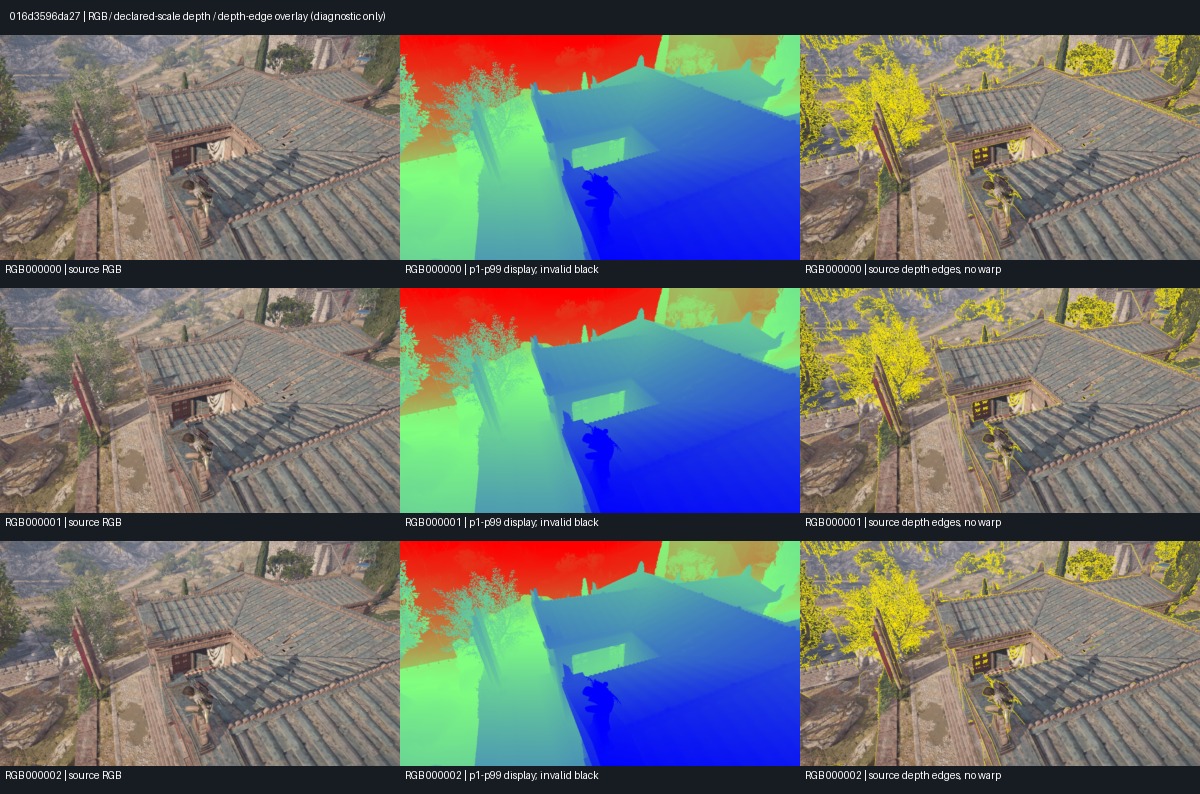 016d3596da27 | RGB / declared-scale depth / depth-edge overlay (diagnostic only)
RGB000000 | source RGB
RGB000000 | p1-p99 display; invalid black
RGB000000 | source depth edges, no warp
RGB000001 | source RGB
RGB000001 | p1-p99 display; invalid black
RGB000001 | source depth edges, no warp
RGB000002 | source RGB
RGB000002 | p1-p99 display; invalid black
RGB000002 | source depth edges, no warp